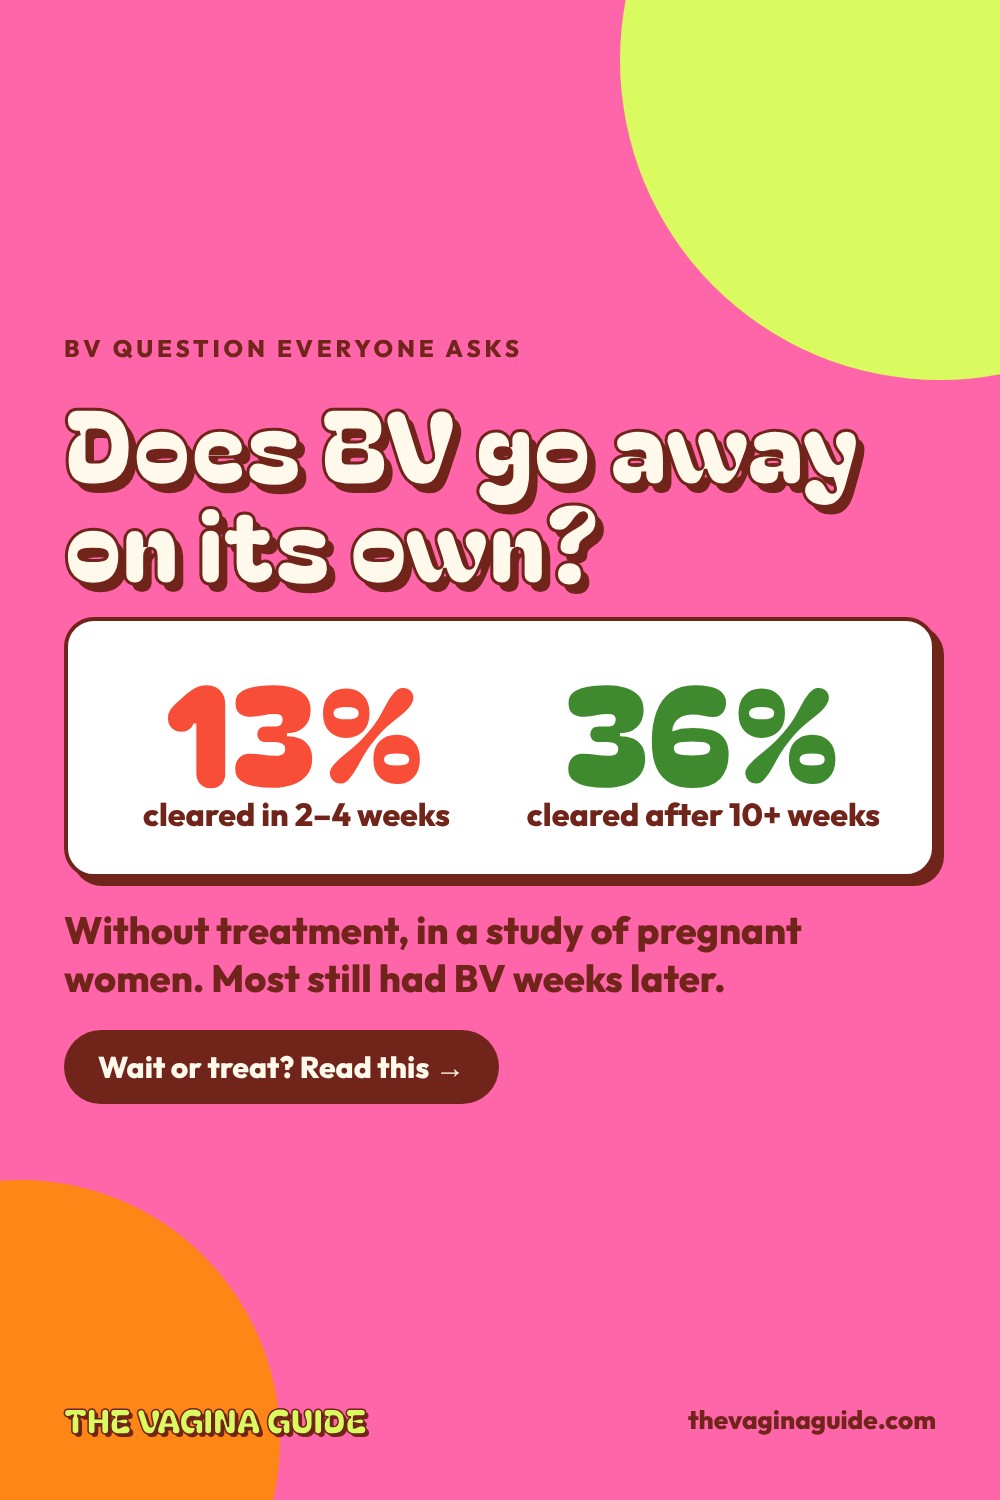 BV QUESTION EVERYONE ASKS
Does BV go away
on its own?
13% 36%
cleared in 2–4 weeks cleared after 10+ weeks
Without treatment, in a study of pregnant
women. Most still had BV weeks later.
Wait or treat? Read this →
THE VAGINA GUIDE thevaginaguide.com